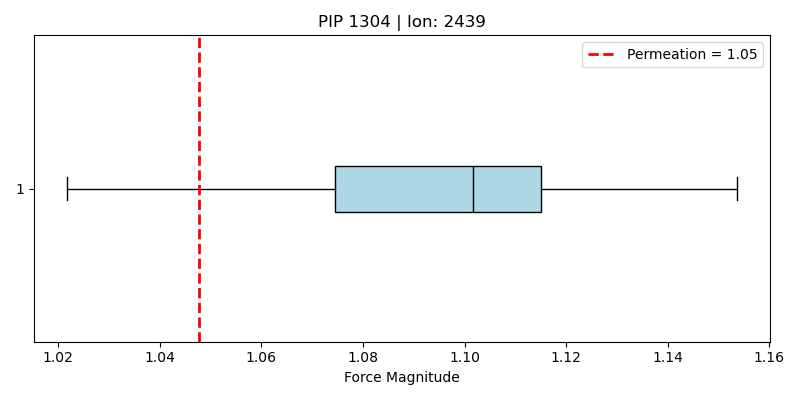 PIP 1304 | Ion: 2439
Permeation = 1.05
1
1.02 1.04 1.06 1.08 1.10 1.12 1.14 1.16
Force Magnitude